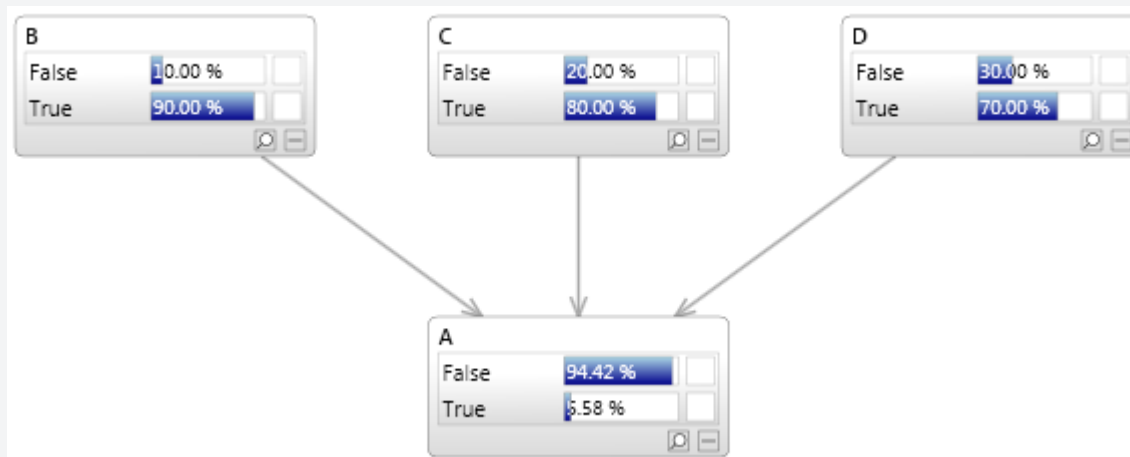 B
False 10.00 %
True 90.00 %
C
False 20.00 %
True 80.00 %
D
False 30.00 %
True 70.00 %
A
False 94.42 %
True 5.58 %